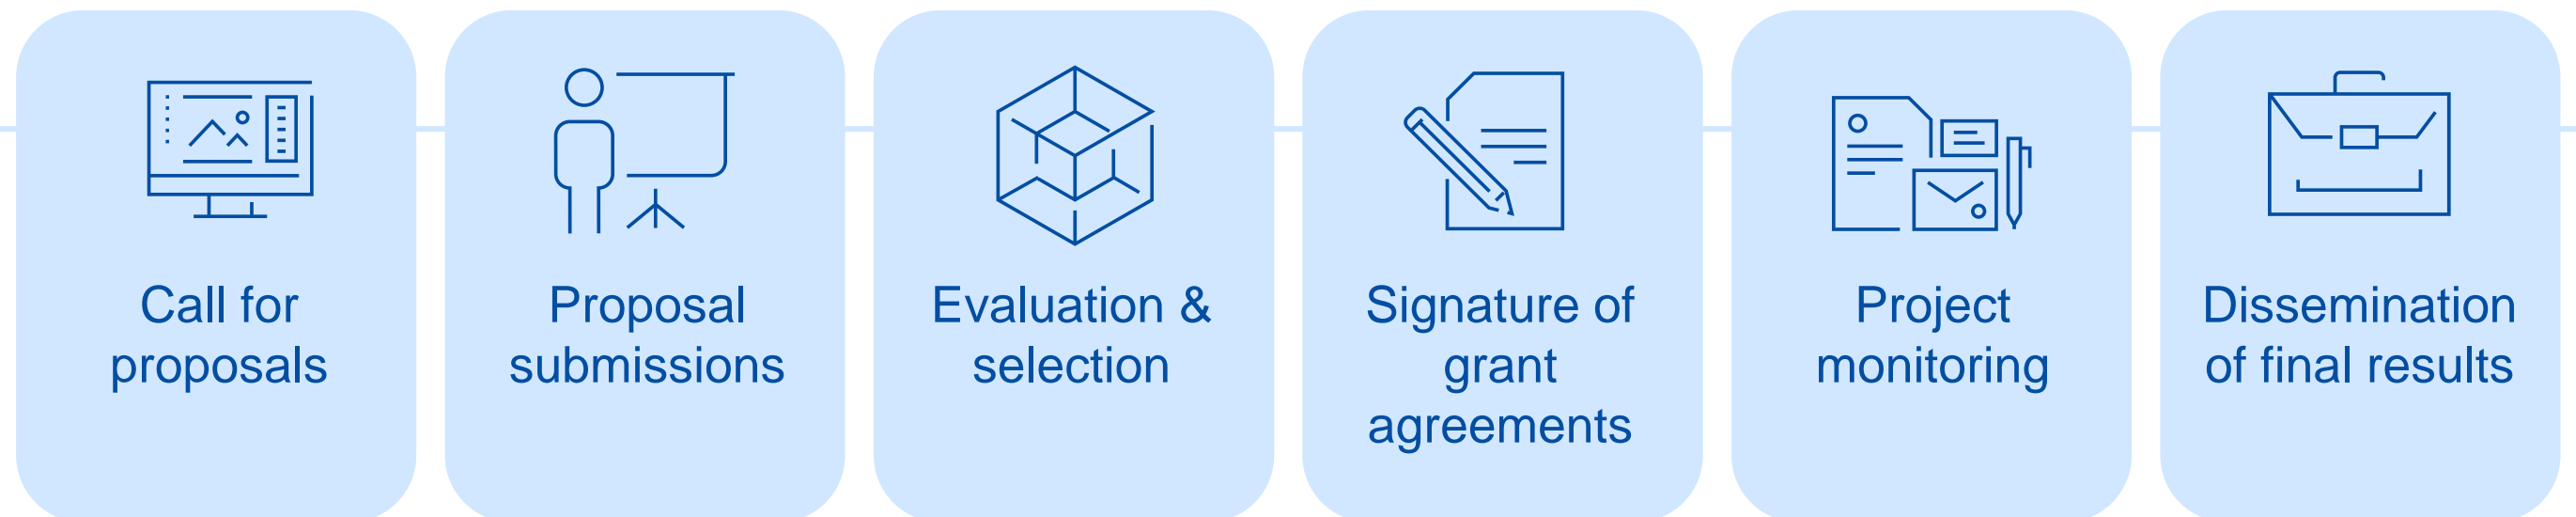 Call for
proposals
Proposal
submissions
Evaluation &
selection
Signature of
grant
agreements
Project
monitoring
Dissemination
of final results